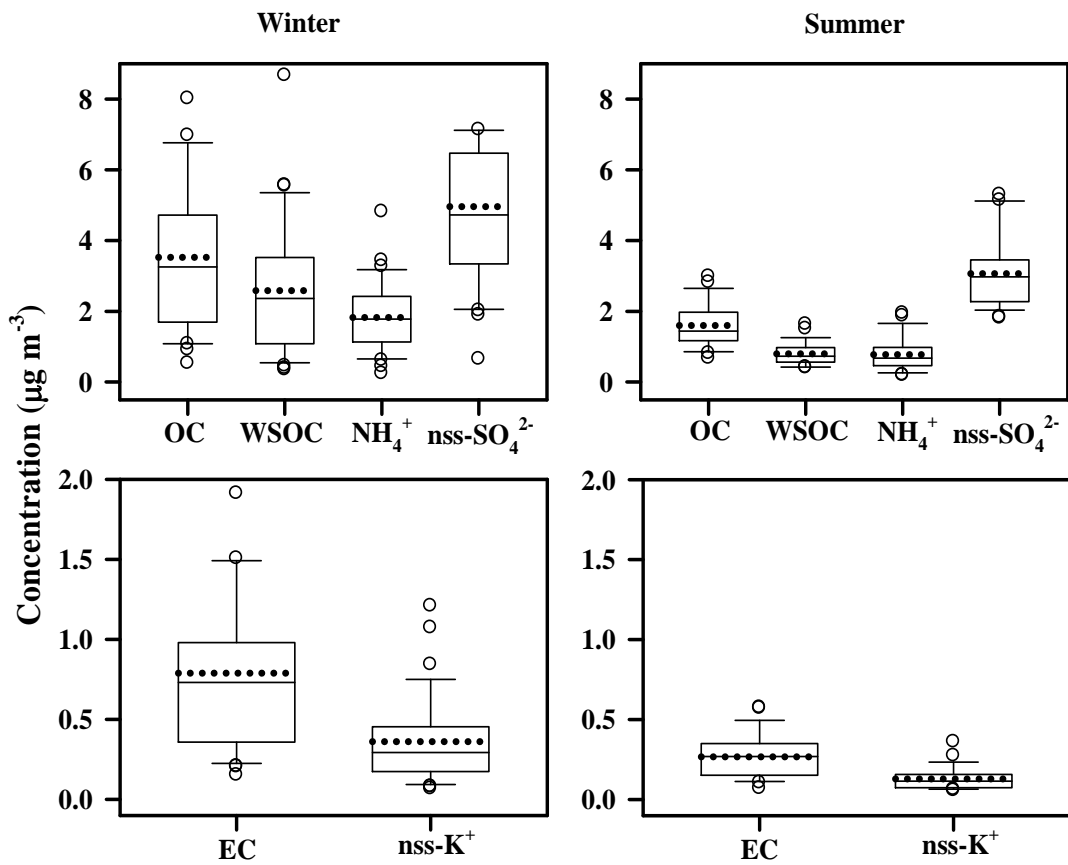 Winter
Summer
Concentration (μg m⁻³)
8
6
4
2
0
OC WSOC NH₄⁺ nss-SO₄²⁻
8
6
4
2
0
OC WSOC NH₄⁺ nss-SO₄²⁻
2.0
1.5
1.0
0.5
0.0
EC nss-K⁺
2.0
1.5
1.0
0.5
0.0
EC nss-K⁺